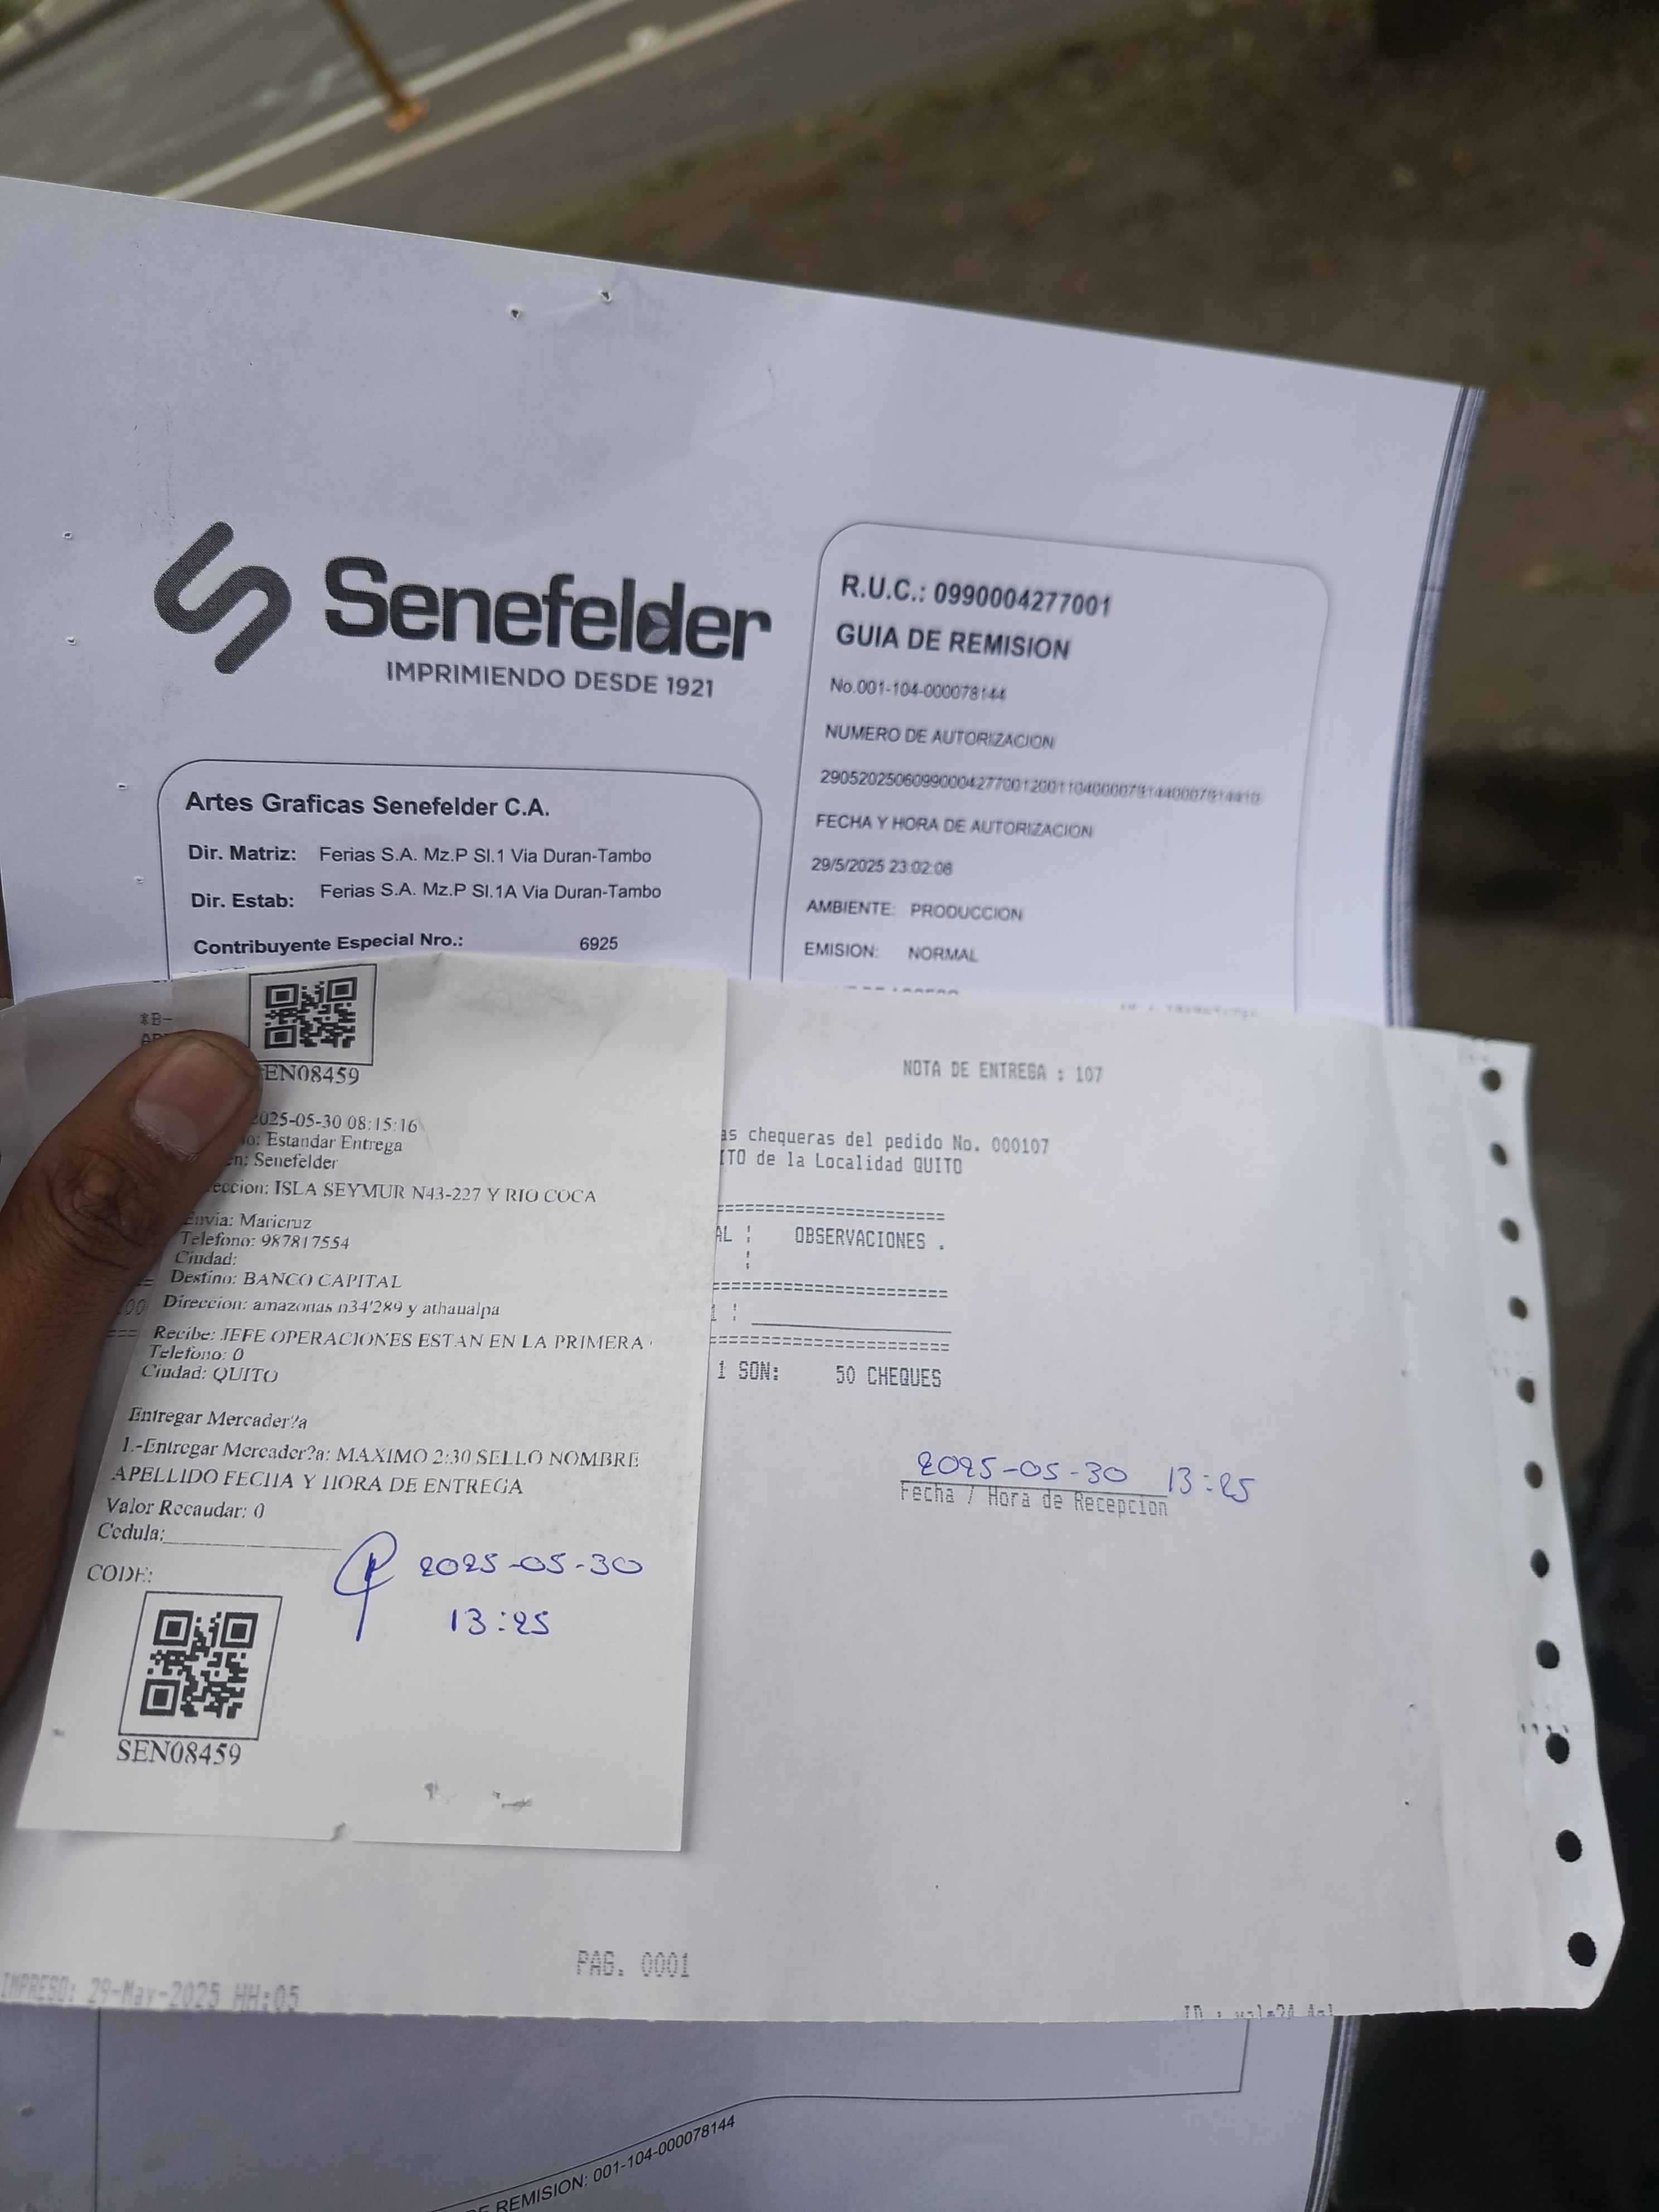 Senefelder
IMPRIMIENDO DESDE 1921
R.U.C.: 0990004277001
GUIA DE REMISION
No.001-104-000078144
NUMERO DE AUTORIZACION
2905202506099000427700120011040000781440007814410
FECHA Y HORA DE AUTORIZACION
29/5/2025 23:02:08
AMBIENTE: PRODUCCION
EMISION: NORMAL
Artes Graficas Senefelder C.A.
Dir. Matriz: Ferias S.A. Mz.P Sl.1 Via Duran-Tambo
Dir. Estab: Ferias S.A. Mz.P Sl.1A Via Duran-Tambo
Contribuyente Especial Nro.: 6925
*B-
EN08459
2025-05-30 08:15:16
o: Estandar Entrega
en: Senefelder
eccion: ISLA SEYMUR N43-227 Y RIO COCA
Envia: Maricruz
Telefono: 987817554
Ciudad:
Destino: BANCO CAPITAL
Direccion: amazonas n34'289 y athaualpa
Recibe: JEFE OPERACIONES ESTAN EN LA PRIMERA
Telefono: 0
Ciudad: QUITO
Entregar Mercader?a
1.-Entregar Mercader?a: MAXIMO 2:30 SELLO NOMBRE
APELLIDO FECHA Y HORA DE ENTREGA
Valor Recaudar: 0
Cedula:
CODE:
2025-05-30
13:25
SEN08459
NOTA DE ENTREGA : 107
as chequeras del pedido No. 000107
ITO de la Localidad QUITO
AL : OBSERVACIONES .
1 SON: 50 CHEQUES
2025-05-30 13:25
Fecha / Hora de Recepcion
PAG. 0001
IMPRESO: 29-May-2025 HH:05
DE REMISION: 001-104-000078144